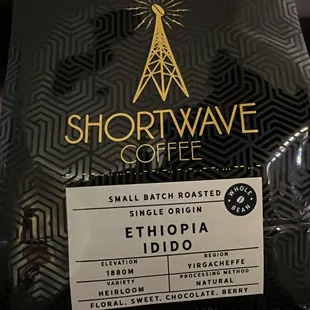 SHORTWAVE
COFFEE
SMALL BATCH ROASTED
WHOLE BEAN
SINGLE ORIGIN
ETHIOPIA
IDIDO
ELEVATION
1880M
REGION
YIRGACHEFFE
VARIETY
HEIRLOOM
PROCESSING METHOD
NATURAL
FLORAL, SWEET, CHOCOLATE, BERRY